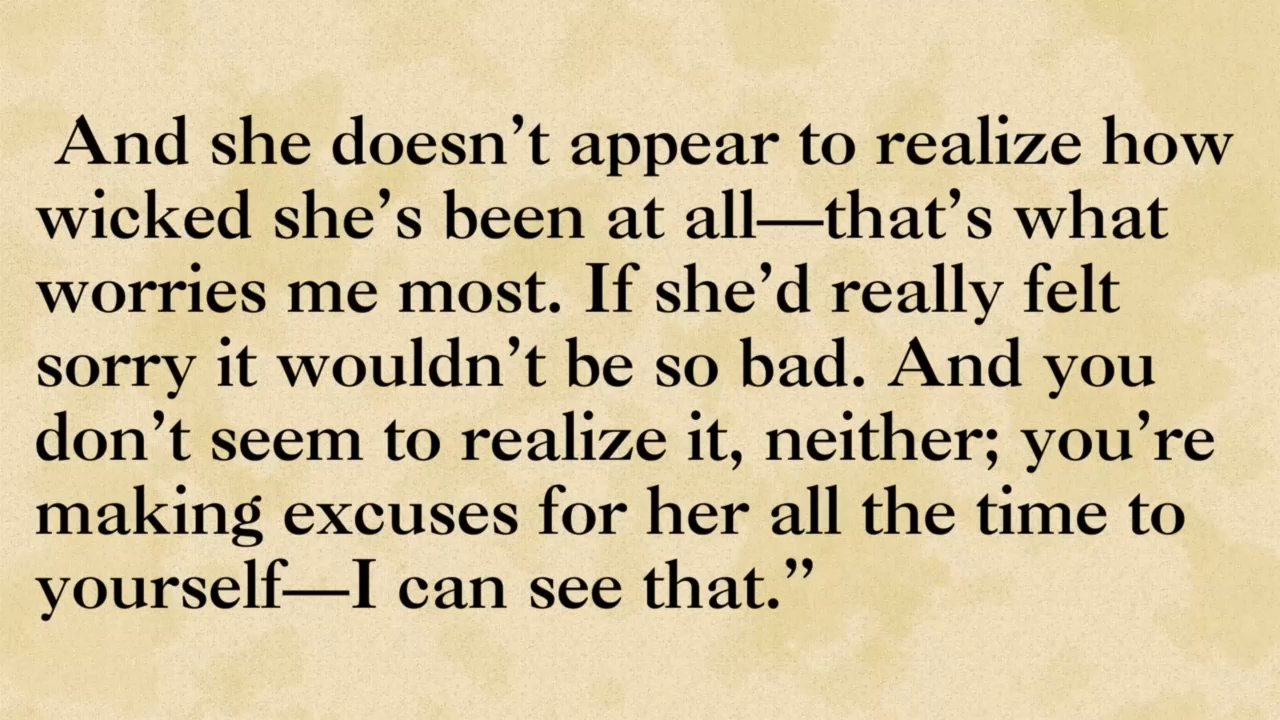 And she doesn’t appear to realize how
wicked she’s been at all—that’s what
worries me most. If she’d really felt
sorry it wouldn’t be so bad. And you
don’t seem to realize it, neither; you’re
making excuses for her all the time to
yourself—I can see that.”